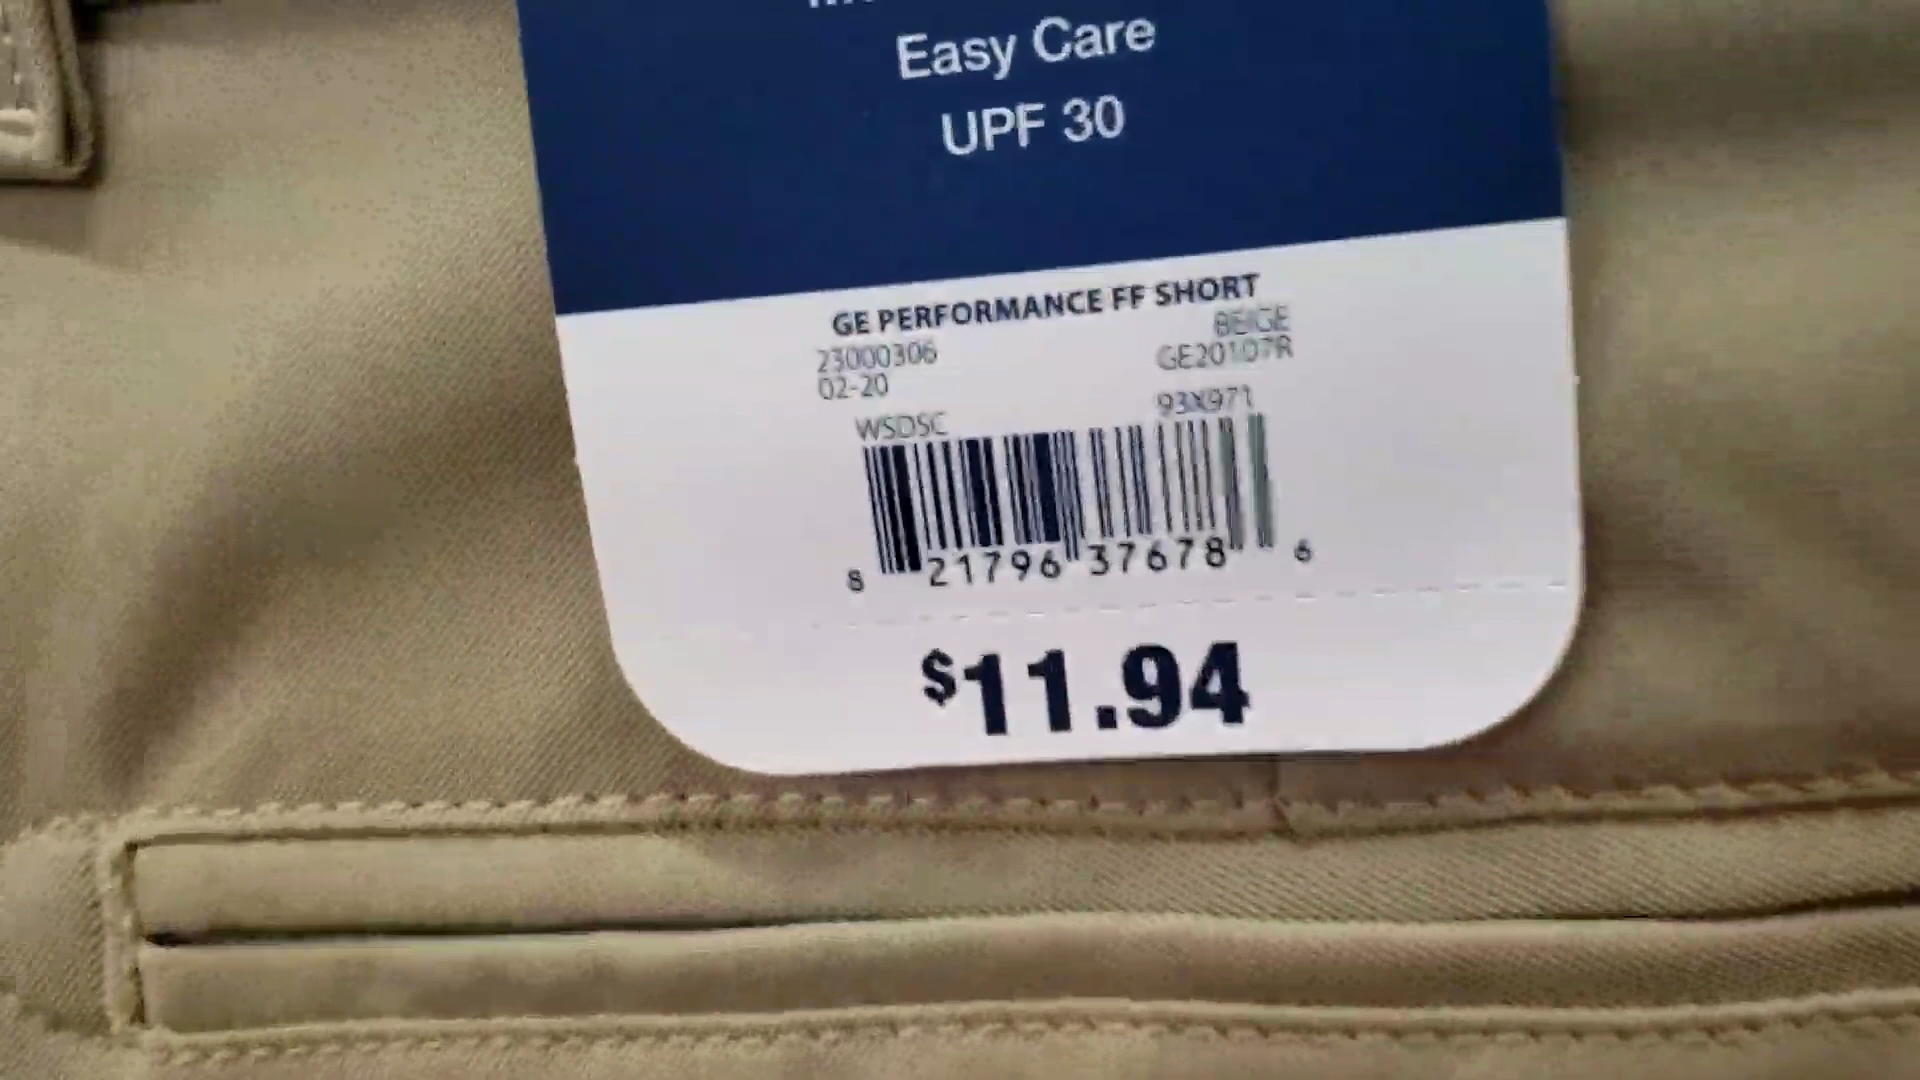 Easy Care
UPF 30
GE PERFORMANCE FF SHORT
BEIGE
23000306 GE20107R
02-20
93X971
WSDSC
8 21796 37678 6
$11.94